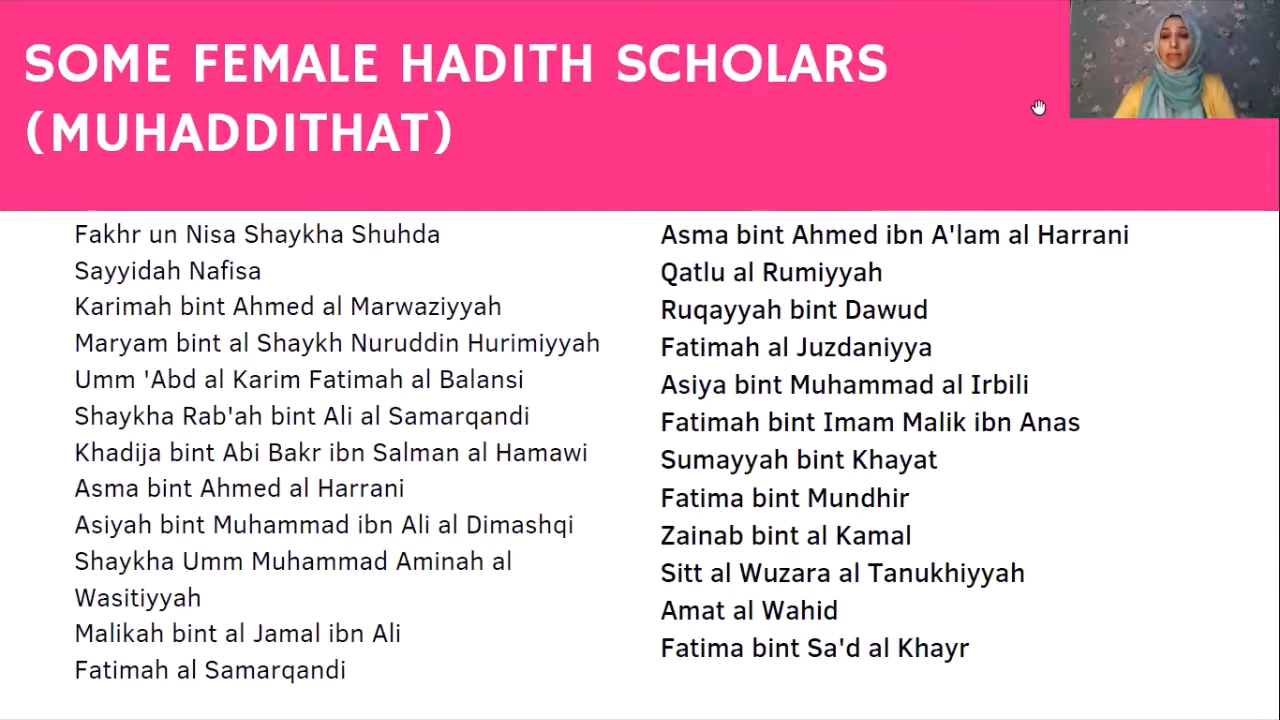 SOME FEMALE HADITH SCHOLARS
(MUHADDITHAT)
Fakhr un Nisa Shaykha Shuhda
Sayyidah Nafisa
Karimah bint Ahmed al Marwaziyyah
Maryam bint al Shaykh Nuruddin Hurimiyyah
Umm 'Abd al Karim Fatimah al Balansi
Shaykha Rab'ah bint Ali al Samarqandi
Khadija bint Abi Bakr ibn Salman al Hamawi
Asma bint Ahmed al Harrani
Asiyah bint Muhammad ibn Ali al Dimashqi
Shaykha Umm Muhammad Aminah al
Wasitiyyah
Malikah bint al Jamal ibn Ali
Fatimah al Samarqandi
Asma bint Ahmed ibn A'lam al Harrani
Qatlu al Rumiyyah
Ruqayyah bint Dawud
Fatimah al Juzdaniyya
Asiya bint Muhammad al Irbili
Fatimah bint Imam Malik ibn Anas
Sumayyah bint Khayat
Fatima bint Mundhir
Zainab bint al Kamal
Sitt al Wuzara al Tanukhiyyah
Amat al Wahid
Fatima bint Sa'd al Khayr